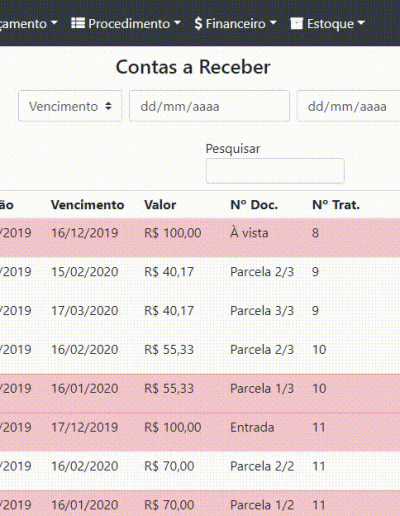 Procedimento Financeiro Estoque
Contas a Receber
Vencimento dd/mm/aaaa dd/mm/aaaa
Pesquisar
Vencimento Valor Nº Doc. Nº Trat.
/2019 16/12/2019 R$ 100,00 À vista 8
/2019 15/02/2020 R$ 40,17 Parcela 2/3 9
/2019 17/03/2020 R$ 40,17 Parcela 3/3 9
/2019 16/02/2020 R$ 55,33 Parcela 2/3 10
/2019 16/01/2020 R$ 55,33 Parcela 1/3 10
/2019 17/12/2019 R$ 100,00 Entrada 11
/2019 16/02/2020 R$ 70,00 Parcela 2/2 11
/2019 16/01/2020 R$ 70,00 Parcela 1/2 11